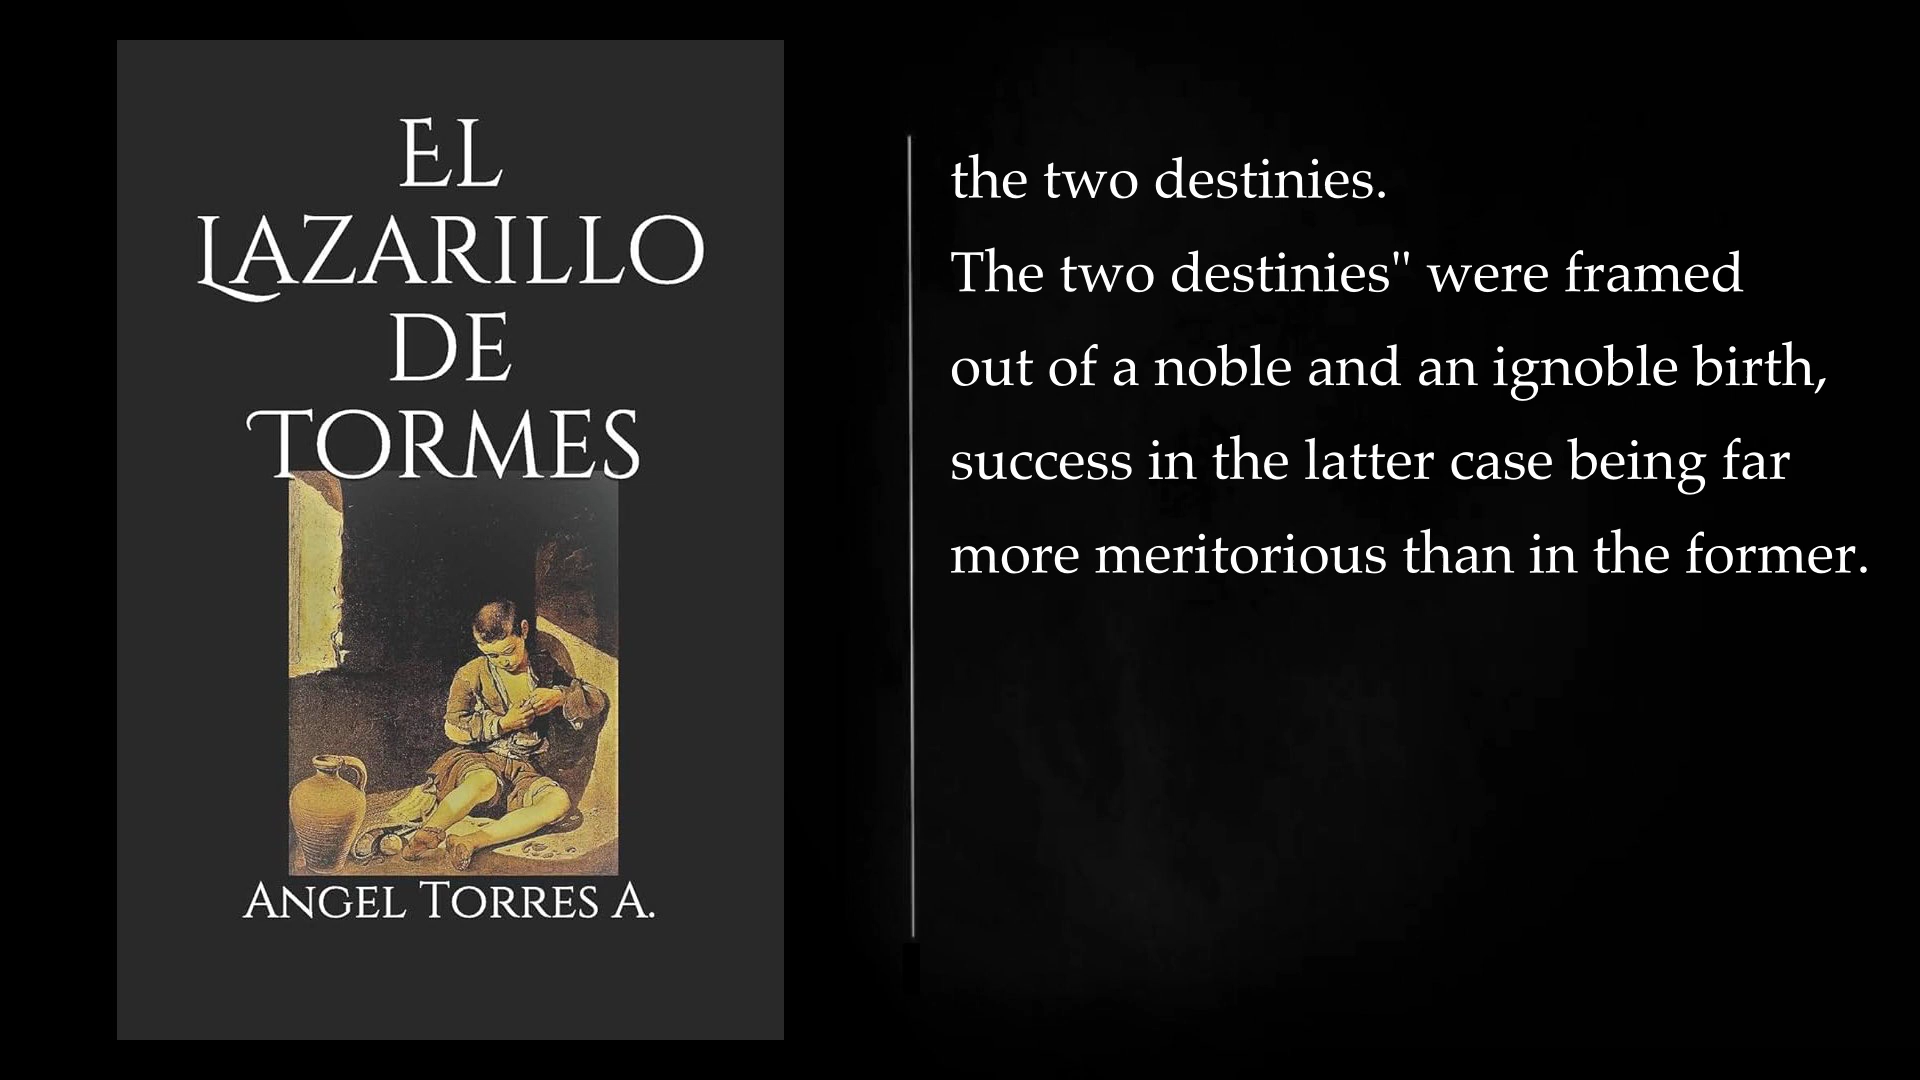 EL
LAZARILLO
DE
TORMES
ANGEL TORRES A.
the two destinies.
The two destinies" were framed
out of a noble and an ignoble birth,
success in the latter case being far
more meritorious than in the former.